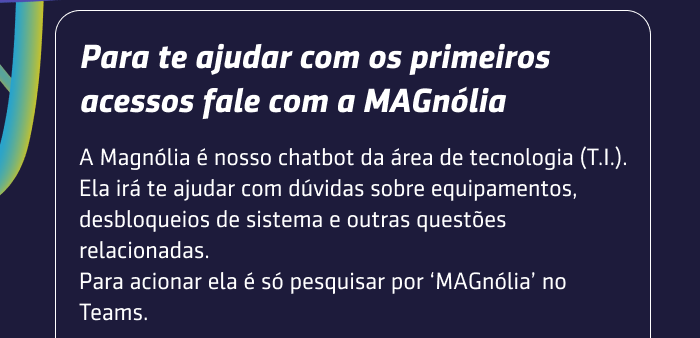 Para te ajudar com os primeiros
acessos fale com a MAGnólia
A Magnólia é nosso chatbot da área de tecnologia (T.I.).
Ela irá te ajudar com dúvidas sobre equipamentos,
desbloqueios de sistema e outras questões
relacionadas.
Para acionar ela é só pesquisar por ‘MAGnólia’ no
Teams.